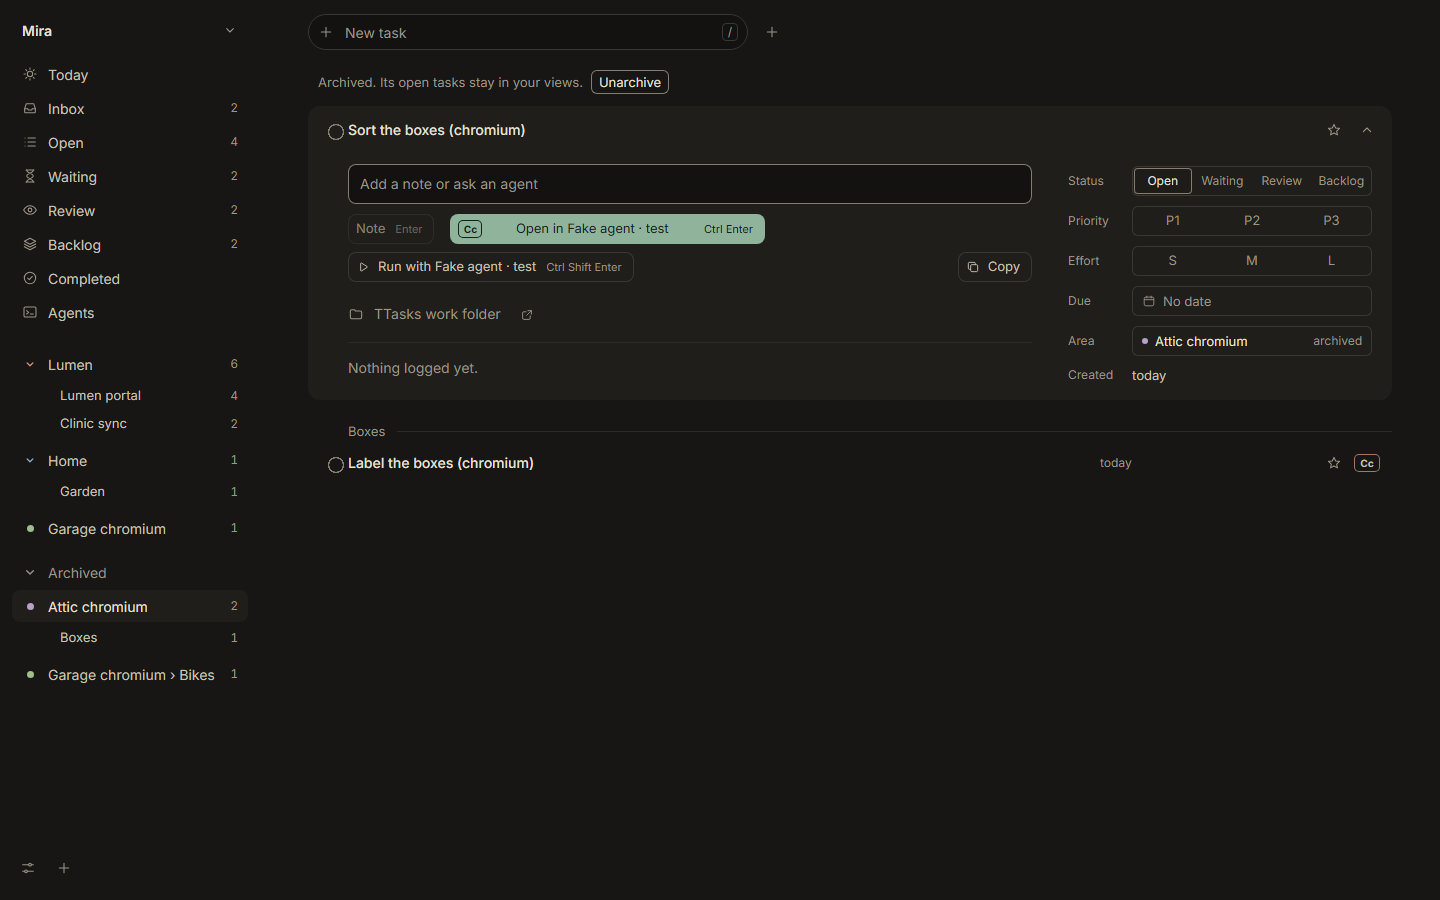 Mira
Today
Inbox 2
Open 4
Waiting 2
Review 2
Backlog 2
Completed
Agents
Lumen 6
Lumen portal 4
Clinic sync 2
Home 1
Garden 1
Garage chromium 1
Archived
Attic chromium 2
Boxes 1
Garage chromium › Bikes 1
New task /
Archived. Its open tasks stay in your views. Unarchive
Sort the boxes (chromium)
Add a note or ask an agent
Note Enter Cc Open in Fake agent · test Ctrl Enter
Run with Fake agent · test Ctrl Shift Enter Copy
TTasks work folder
Nothing logged yet.
Status Open Waiting Review Backlog
Priority P1 P2 P3
Effort S M L
Due No date
Area Attic chromium archived
Created today
Boxes
Label the boxes (chromium) today Cc